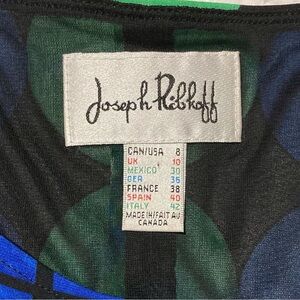 Joseph Ribkoff
CAN/USA 8
UK 10
MEXICO 30
GER 36
FRANCE 38
SPAIN 40
ITALY 42
MADE IN/FAIT AU
CANADA